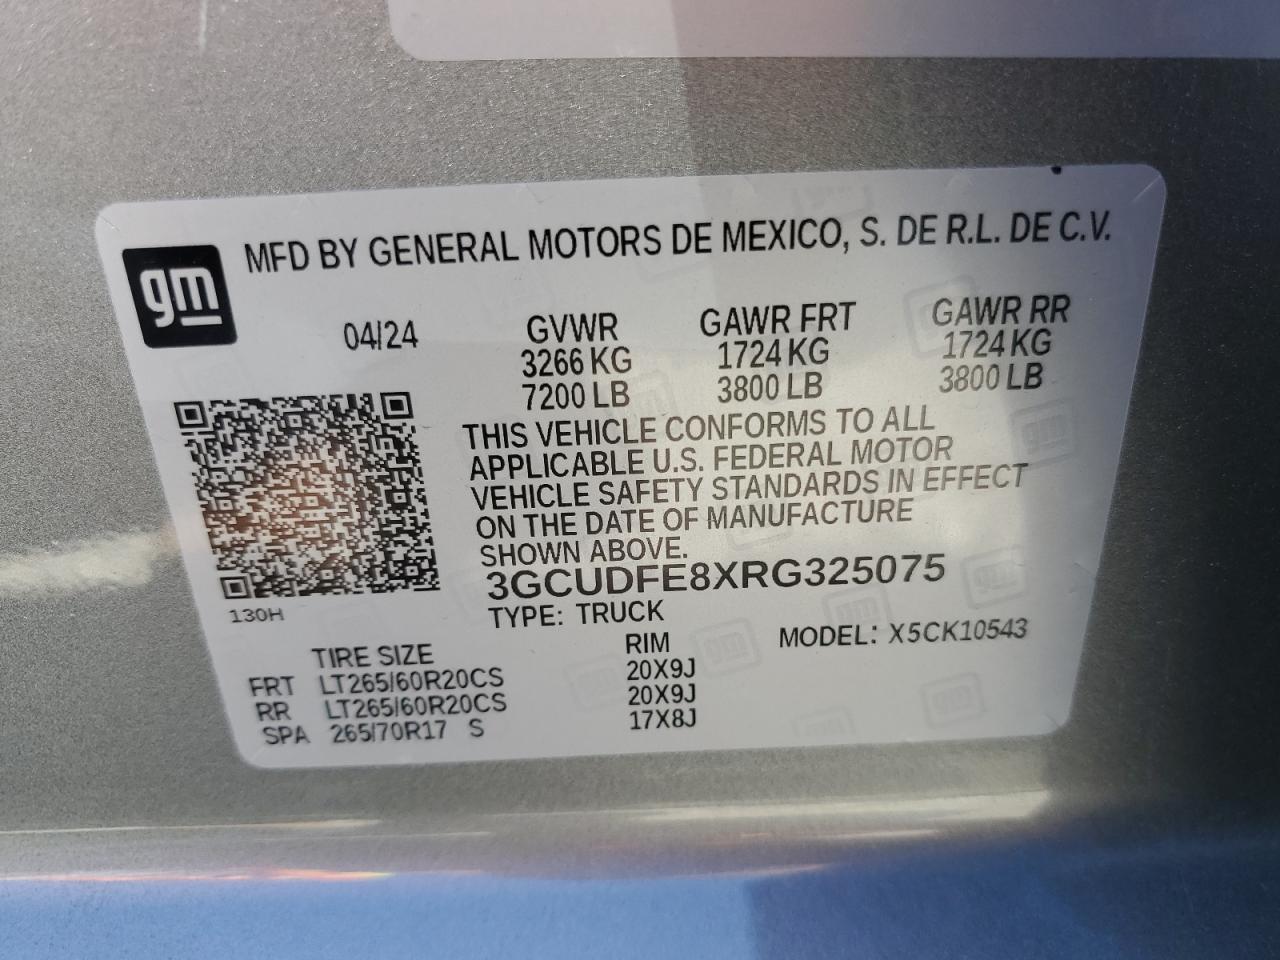 gm
MFD BY GENERAL MOTORS DE MEXICO, S. DE R.L. DE C.V.
04/24 GVWR GAWR FRT GAWR RR
3266 KG 1724 KG 1724 KG
7200 LB 3800 LB 3800 LB
THIS VEHICLE CONFORMS TO ALL
APPLICABLE U.S. FEDERAL MOTOR
VEHICLE SAFETY STANDARDS IN EFFECT
ON THE DATE OF MANUFACTURE
SHOWN ABOVE.
3GCUDFE8XRG325075
130H
TYPE: TRUCK
MODEL: X5CK10543
TIRE SIZE RIM
FRT LT265/60R20CS 20X9J
RR LT265/60R20CS 20X9J
SPA 265/70R17 S 17X8J